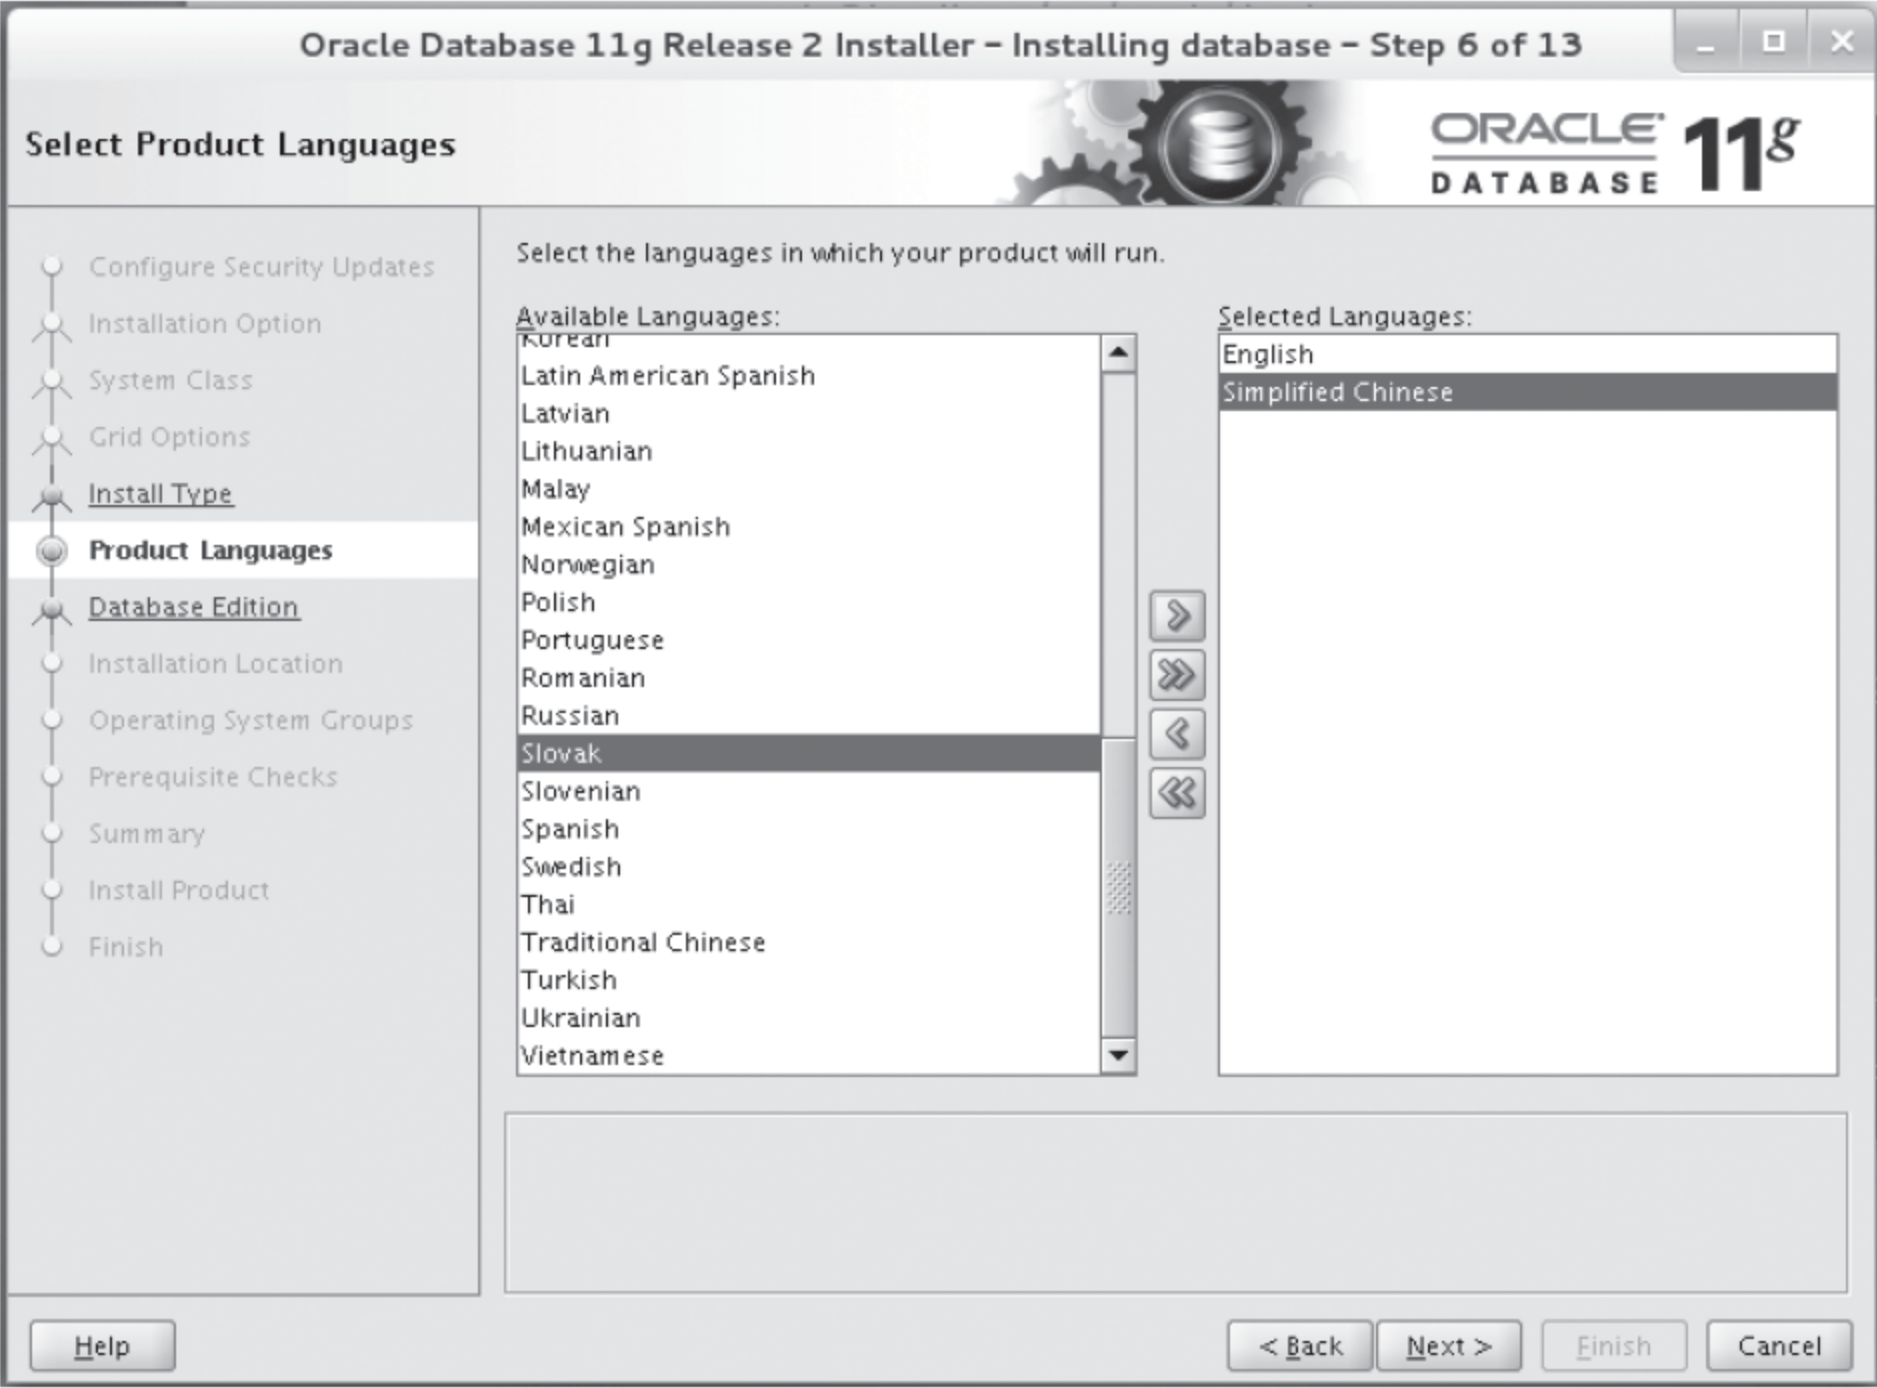 Oracle Database 11g Release 2 Installer – Installing database – Step 6 of 13
Select Product Languages
ORACLE
DATABASE
11g
Configure Security Updates
Installation Option
System Class
Grid Options
Install Type
Product Languages
Database Edition
Installation Location
Operating System Groups
Prerequisite Checks
Summary
Install Product
Finish
Select the languages in which your product will run.
Available Languages:
Korean
Latin American Spanish
Latvian
Lithuanian
Malay
Mexican Spanish
Norwegian
Polish
Portuguese
Romanian
Russian
Slovak
Slovenian
Spanish
Swedish
Thai
Traditional Chinese
Turkish
Ukrainian
Vietnamese
Selected Languages:
English
Simplified Chinese
Help
< Back
Next >
Finish
Cancel